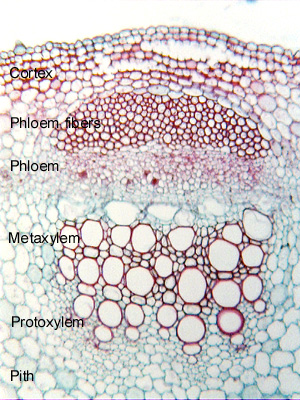 Cortex
Phloem fibers
Phloem
Metaxylem
Protoxylem
Pith